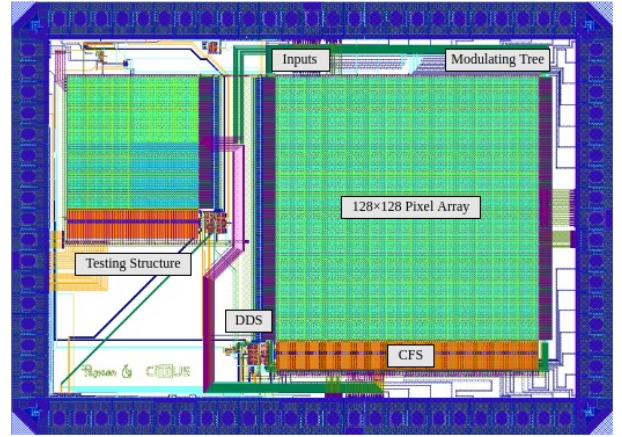 Inputs
Modulating Tree
128×128 Pixel Array
Testing Structure
DDS
CFS